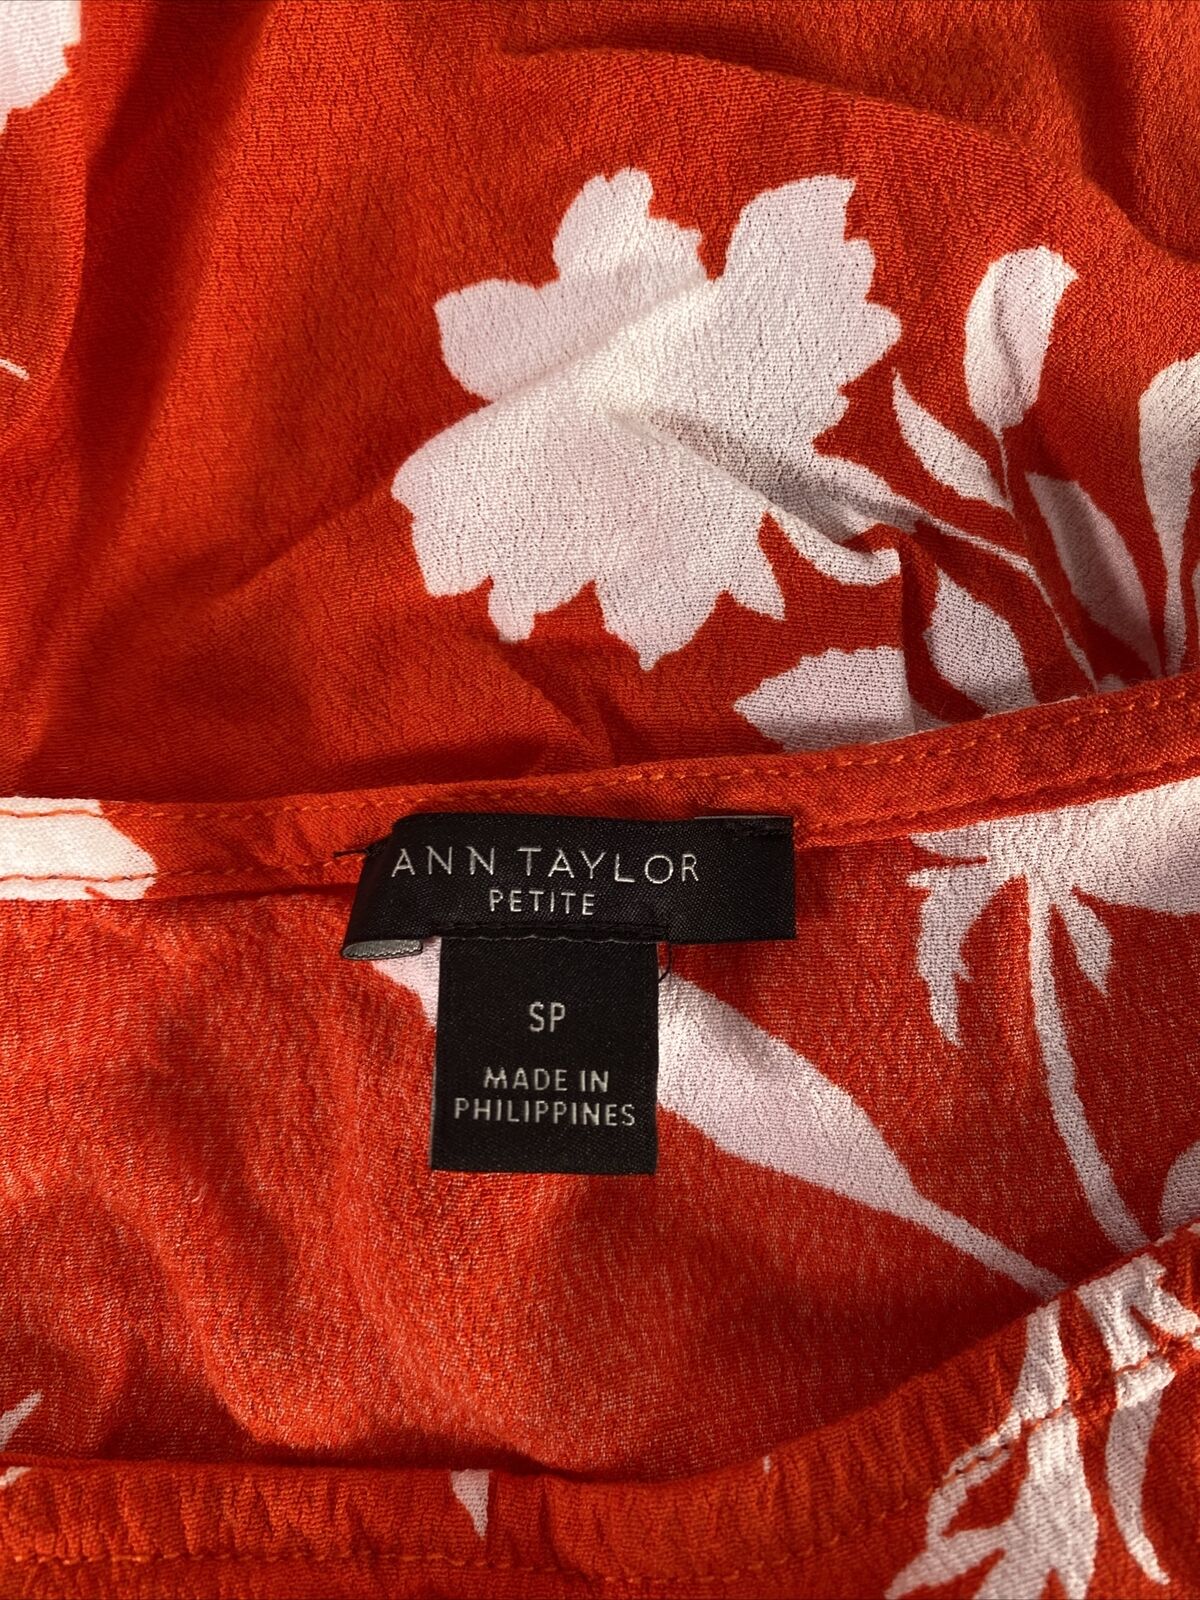 ANN TAYLOR
PETITE
SP
MADE IN
PHILIPPINES